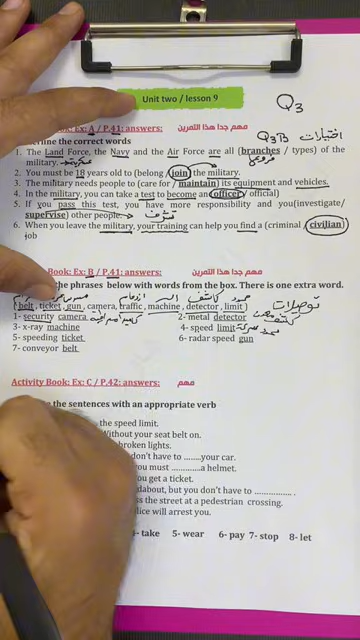 Unit two / lesson 9
Q3
Book: Ex: A / P.41: answers: مهم جدا هذا التمرين
Q3B اختيارات
erline the correct words
1. The Land Force, the Navy and the Air Force are all (branches / types) of the
military. فروع
2. You must be 18 years old to (belong / join) the military.
3. The military needs people to (care for / maintain) its equipment and vehicles.
4. In the military, you can take a test to become an (officer / official)
5. If you pass this test, you have more responsibility and you(investigate/
supervise) other people. تشرف
6. When you leave the military, your training can help you find a (criminal / civilian)
job
Book: Ex: B / P.41: answers: مهم جدا هذا التمرين
the phrases below with words from the box. There is one extra word.
توصيلات
( belt, ticket, gun, camera, traffic, machine, detector, limit )
1- security camera 2- metal detector
3- x-ray machine 4- speed limit
5- speeding ticket 6- radar speed gun
7- conveyor belt
Activity Book: Ex: C / P.42: مهم
the sentences with an appropriate verb
the speed limit.
Without your seat belt on.
broken lights.
don't have to ........your car.
you must ............a helmet.
you get a ticket.
dabout, but you don't have to ............... .
ss the street at a pedestrian crossing.
lice will arrest you.
- take 5- wear 6- pay 7- stop 8- let